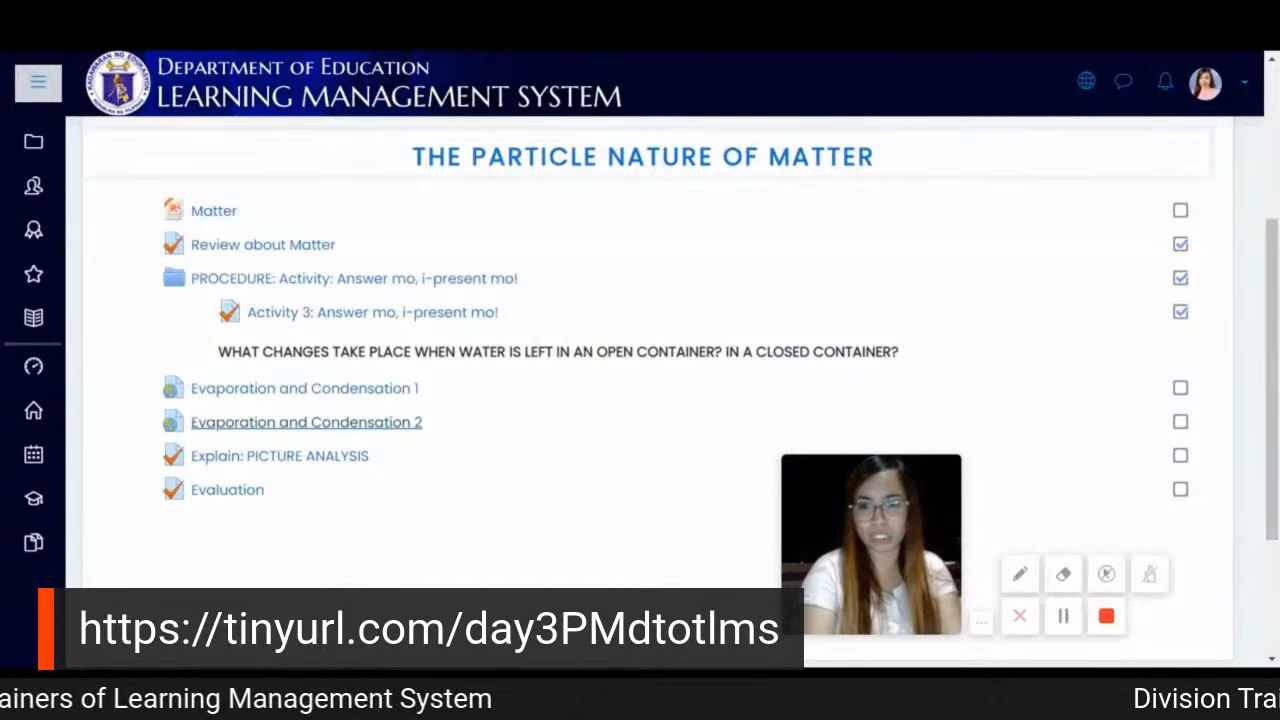 DEPARTMENT OF EDUCATION
LEARNING MANAGEMENT SYSTEM
THE PARTICLE NATURE OF MATTER
Matter
Review about Matter
PROCEDURE: Activity: Answer mo, i-present mo!
Activity 3: Answer mo, i-present mo!
WHAT CHANGES TAKE PLACE WHEN WATER IS LEFT IN AN OPEN CONTAINER? IN A CLOSED CONTAINER?
Evaporation and Condensation 1
Evaporation and Condensation 2
Explain: PICTURE ANALYSIS
Evaluation
https://tinyurl.com/day3PMdtotlms
ainers of Learning Management System
Division Trai